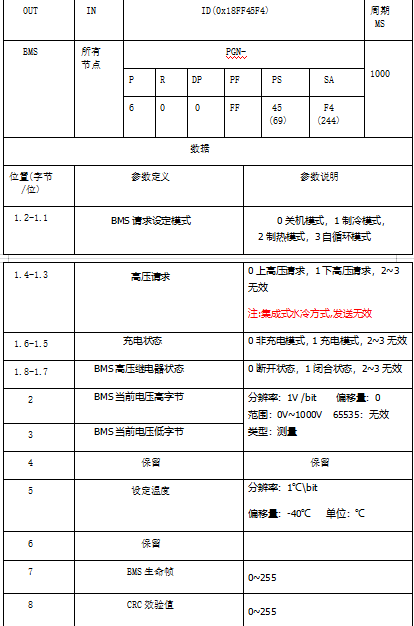 OUT IN ID(0x18FF45F4) 周期
MS
BMS 所有
节点 PGN- 1000
P R DP PF PS SA
6 0 0 FF 45
(69) F4
(244)
数据
位置(字节
/位) 参数定义 参数说明
1.2-1.1 BMS 请求设定模式 0 关机模式，1 制冷模式，
2 制热模式，3 自循环模式
1.4-1.3 高压请求 0 上高压请求，1 下高压请求，2~3
无效
注:集成式水冷方式,发送无效
1.6-1.5 充电状态 0 非充电模式，1 充电模式，2~3 无效
1.8-1.7 BMS 高压继电器状态 0 断开状态，1 闭合状态，2~3 无效
2 BMS 当前电压高字节 分辨率：1V /bit 偏移量：0
范围：0V~1000V 65535：无效
3 BMS 当前电压低字节 类型：测量
4 保留 保留
5 设定温度 分辨率：1℃\bit
偏移量：-40℃ 单位：℃
6 保留
7 BMS 生命帧 0~255
8 CRC 效验值 0~255